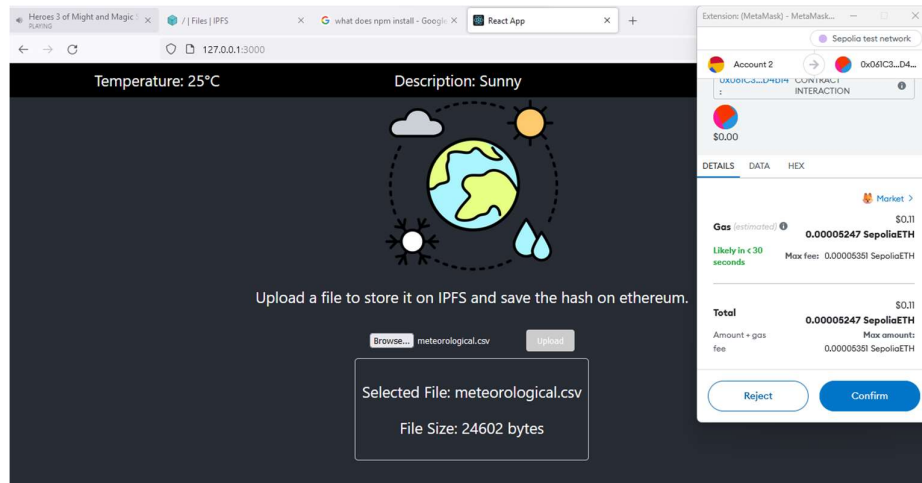 Heroes 3 of Might and Magic
PLAYING
/ | Files | IPFS
what does npm install - Google
React App
127.0.0.1:3000
Temperature: 25°C
Description: Sunny
Upload a file to store it on IPFS and save the hash on ethereum.
Browse... meteorological.csv
Upload
Selected File: meteorological.csv
File Size: 24602 bytes
Extension: (MetaMask) - MetaMask...
Sepolia test network
Account 2
0x061C3...D4...
0x061C3...D4Bf4 CONTRACT
: INTERACTION
$0.00
DETAILS DATA HEX
Market >
$0.11
Gas (estimated)
0.00005247 SepoliaETH
Likely in < 30
seconds
Max fee: 0.00005351 SepoliaETH
$0.11
Total
0.00005247 SepoliaETH
Amount + gas
fee
Max amount:
0.00005351 SepoliaETH
Reject
Confirm